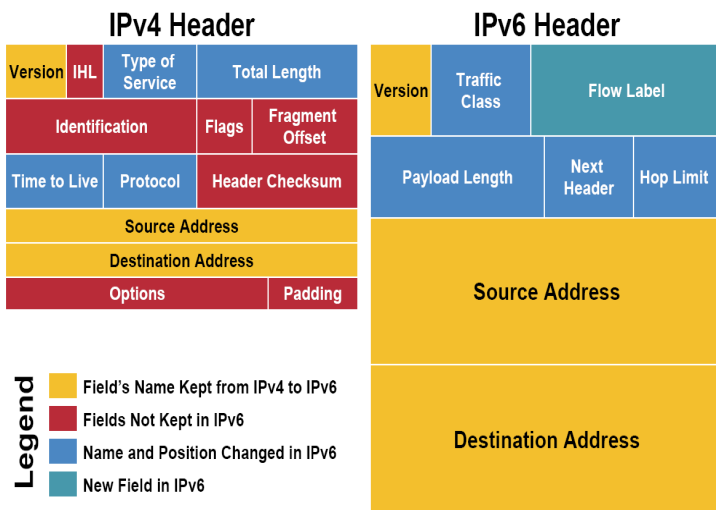 IPv4 Header
Version IHL Type of Service Total Length
Identification Flags Fragment Offset
Time to Live Protocol Header Checksum
Source Address
Destination Address
Options Padding
IPv6 Header
Version Traffic Class Flow Label
Payload Length Next Header Hop Limit
Source Address
Destination Address
Legend
Field's Name Kept from IPv4 to IPv6
Fields Not Kept in IPv6
Name and Position Changed in IPv6
New Field in IPv6